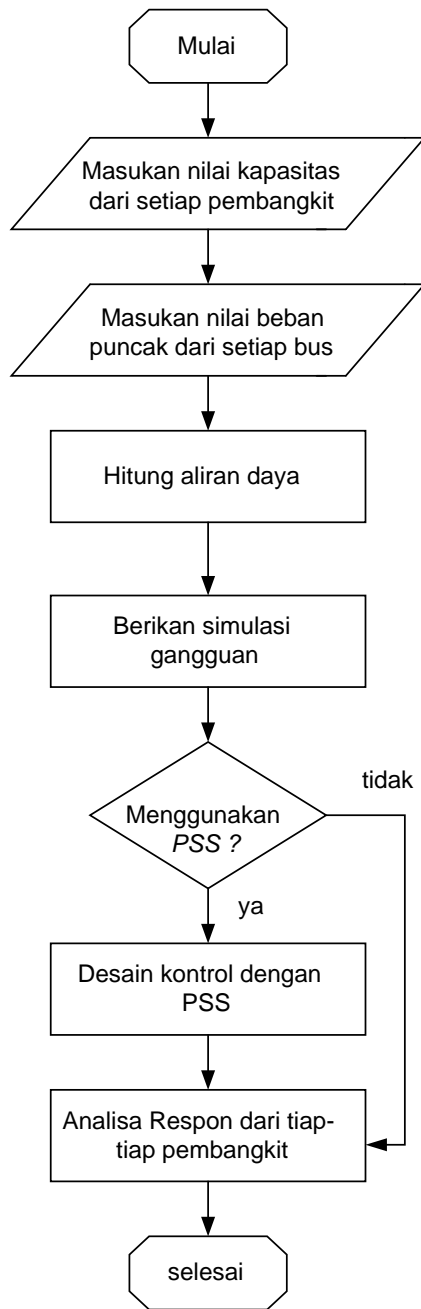 Mulai
Masukan nilai kapasitas
dari setiap pembangkit
Masukan nilai beban
puncak dari setiap bus
Hitung aliran daya
Berikan simulasi
gangguan
tidak
Menggunakan
PSS ?
ya
Desain kontrol dengan
PSS
Analisa Respon dari tiap-
tiap pembangkit
selesai